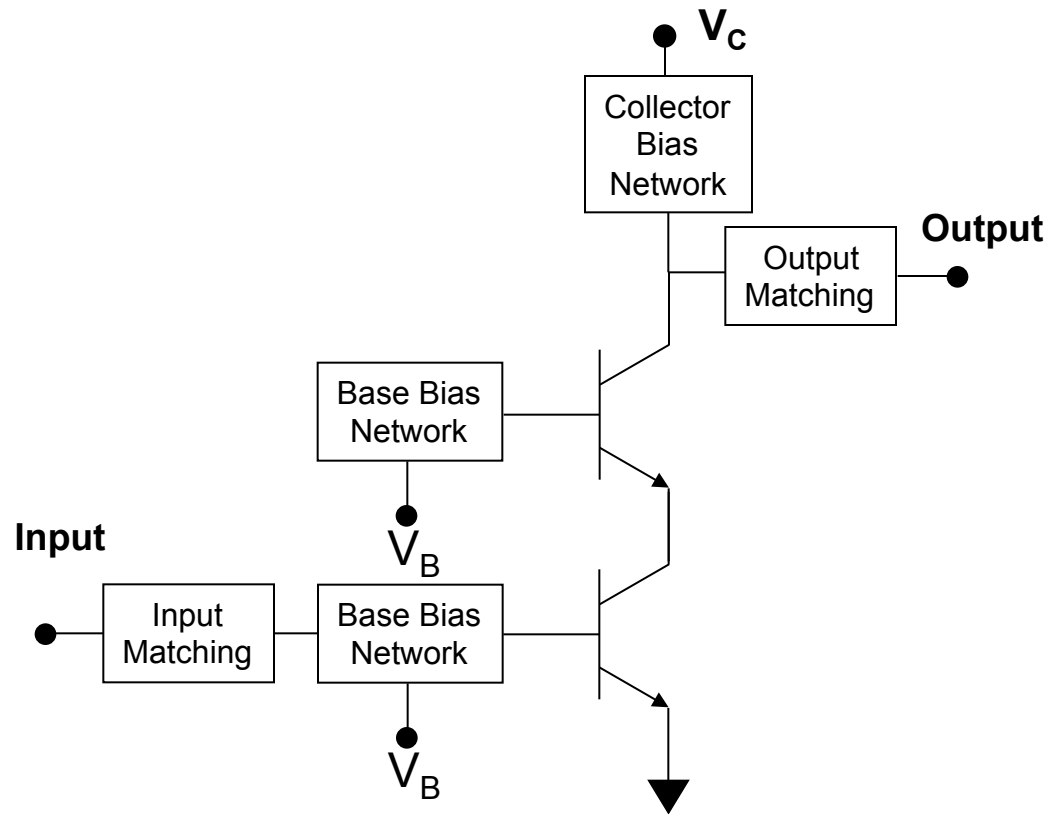 V_C
Collector
Bias
Network
Output
Output
Matching
Base Bias
Network
V_B
Input
Input
Matching
Base Bias
Network
V_B